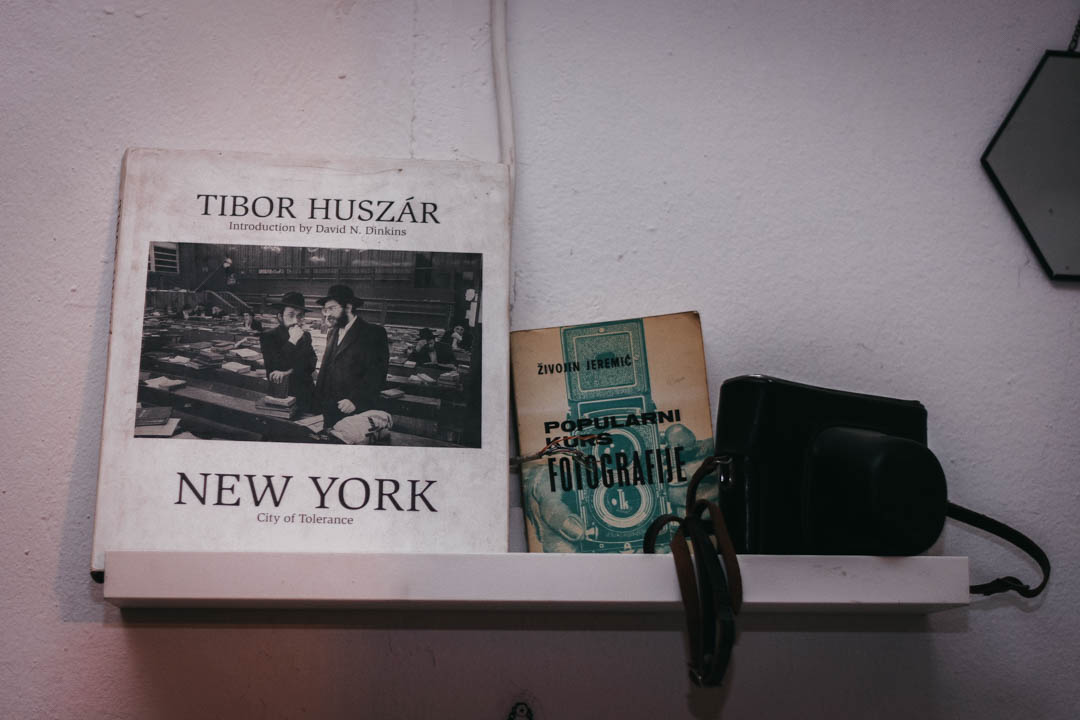 TIBOR HUSZÁR
Introduction by David N. Dinkins
NEW YORK
City of Tolerance
ŽIVOJIN JEREMIĆ
POPULARNI
KURS
FOTOGRAFIJE